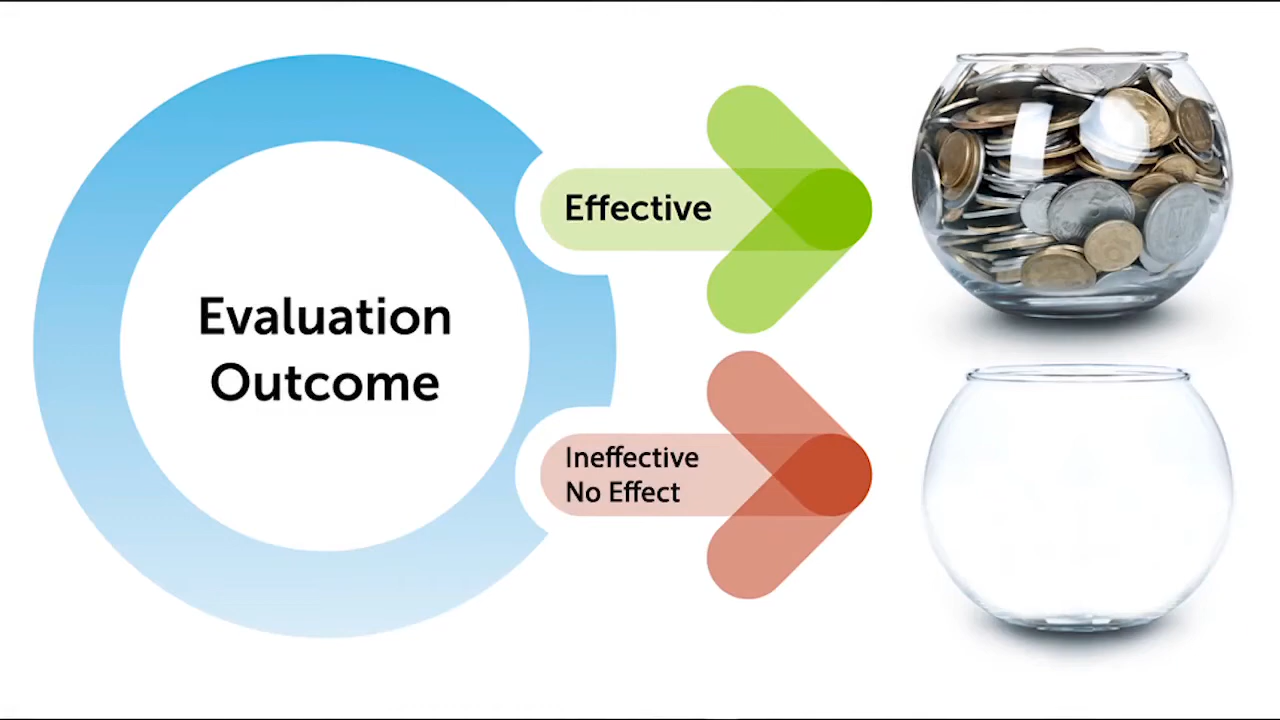 Evaluation
Outcome
Effective
Ineffective
No Effect